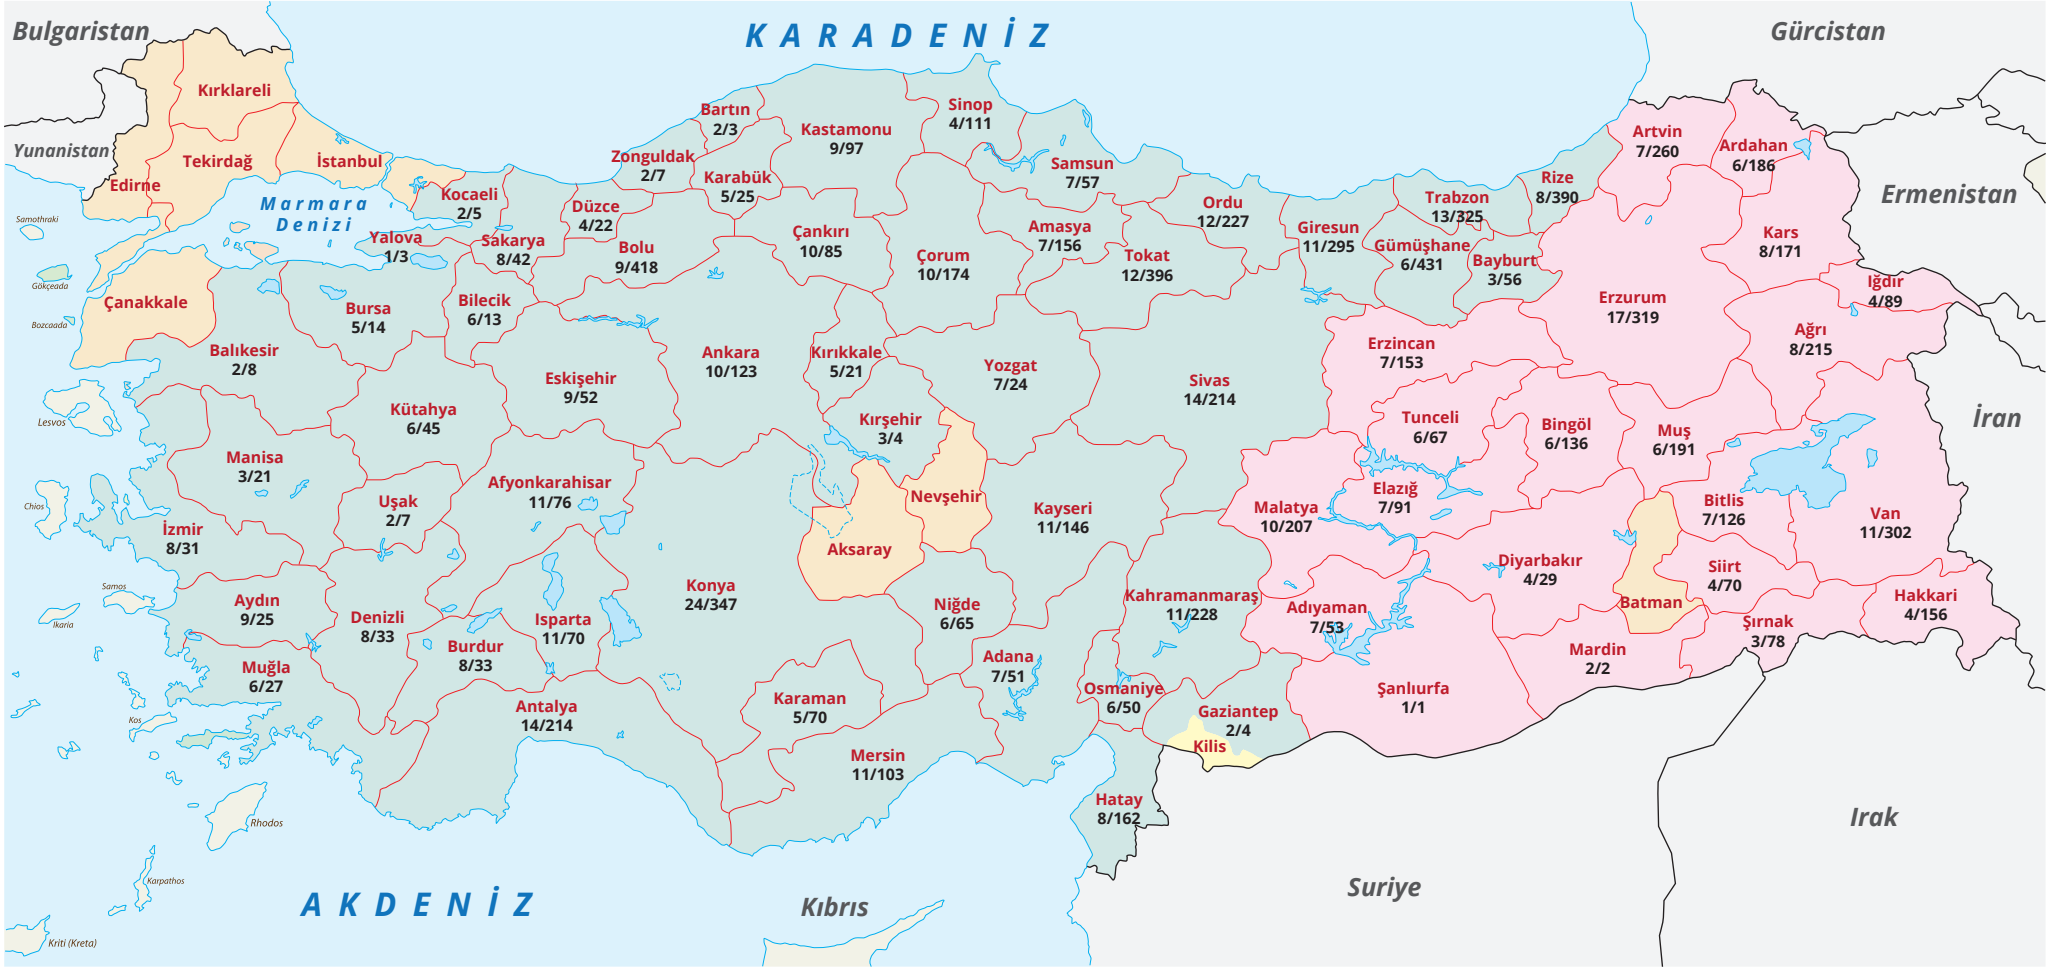 Bulgaristan
KARADENİZ
Gürcistan
Kırklareli
Yunanistan
Tekirdağ
İstanbul
Edirne
Marmara
Denizi
Çanakkale
Samothraki
Gökçeada
Bozcaada
Bartın
2/3
Kastamonu
9/97
Sinop
4/111
Zonguldak
2/7
Karabük
5/25
Samsun
7/57
Kocaeli
2/5
Düzce
4/22
Yalova
1/3
Sakarya
8/42
Bolu
9/418
Çankırı
10/85
Çorum
10/174
Amasya
7/156
Tokat
12/396
Ordu
12/227
Giresun
11/295
Trabzon
13/325
Gümüşhane
6/431
Bayburt
3/56
Rize
8/390
Artvin
7/260
Ardahan
6/186
Ermenistan
Kars
8/171
Iğdır
4/89
Erzurum
17/319
Ağrı
8/215
Bursa
5/14
Bilecik
6/13
Balıkesir
2/8
Kütahya
6/45
Eskişehir
9/52
Ankara
10/123
Kırıkkale
5/21
Yozgat
7/24
Kırşehir
3/4
Sivas
14/214
Erzincan
7/153
Tunceli
6/67
Bingöl
6/136
Muş
6/191
İran
Lesvos
Manisa
3/21
Uşak
2/7
Afyonkarahisar
11/76
Nevşehir
Aksaray
Kayseri
11/146
Malatya
10/207
Elazığ
7/91
Bitlis
7/126
Van
11/302
Chios
İzmir
8/31
Diyarbakır
4/29
Siirt
4/70
Batman
Hakkari
4/156
Şırnak
3/78
Samos
Ikaria
Aydın
9/25
Denizli
8/33
Burdur
8/33
Isparta
11/70
Konya
24/347
Niğde
6/65
Kahramanmaraş
11/228
Adıyaman
7/53
Mardin
2/2
Şanlıurfa
1/1
Muğla
6/27
Kos
Antalya
14/214
Karaman
5/70
Mersin
11/103
Adana
7/51
Osmaniye
6/50
Gaziantep
2/4
Kilis
Hatay
8/162
Rhodos
Karpathos
Kriti (Kreta)
AKDENİZ
Kıbrıs
Suriye
Irak